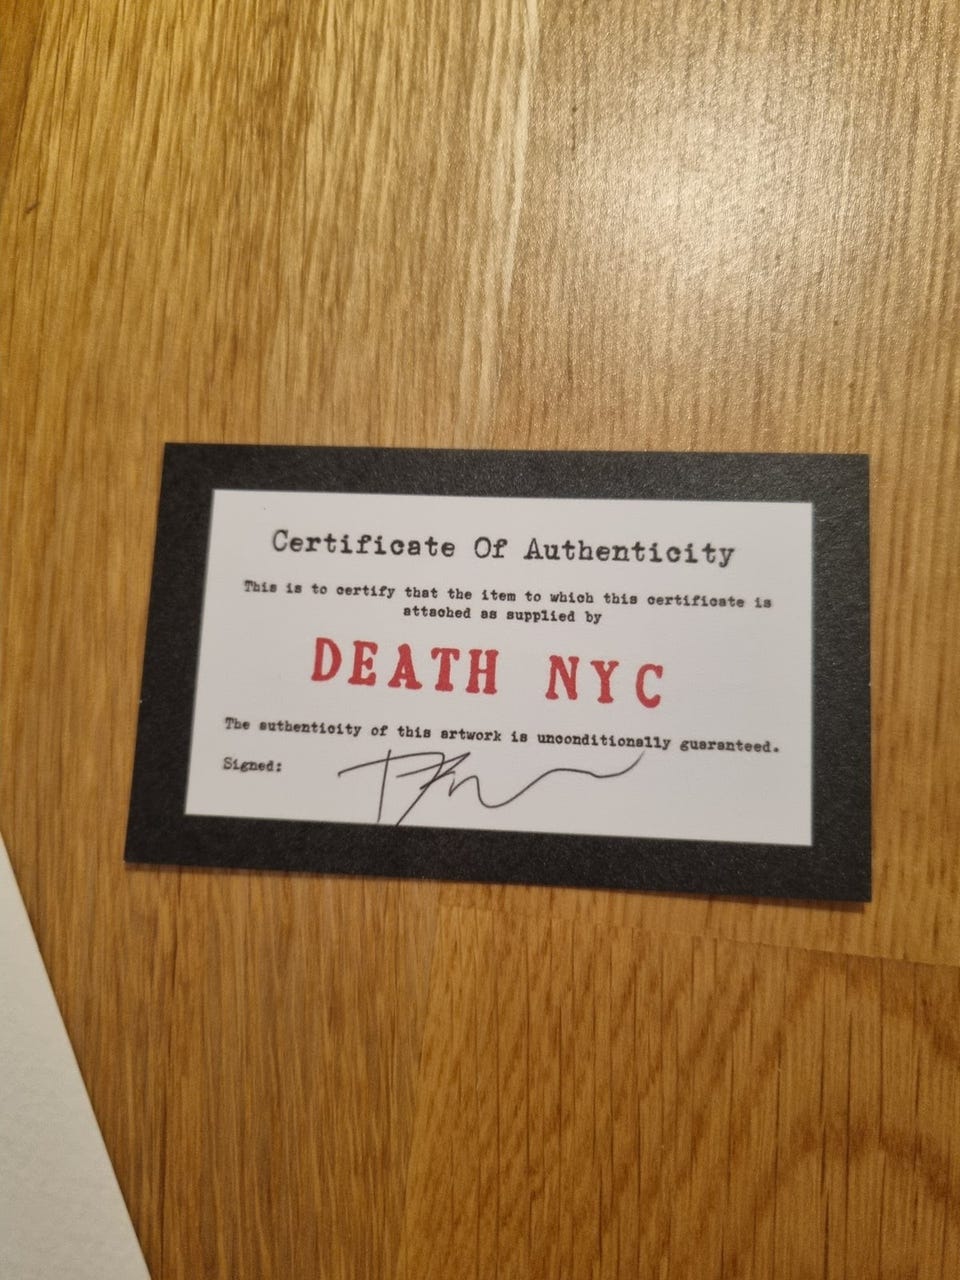 Certificate Of Authenticity
This is to certify that the item to which this certificate is
attached as supplied by
DEATH NYC
The authenticity of this artwork is unconditionally guaranteed.
Signed: